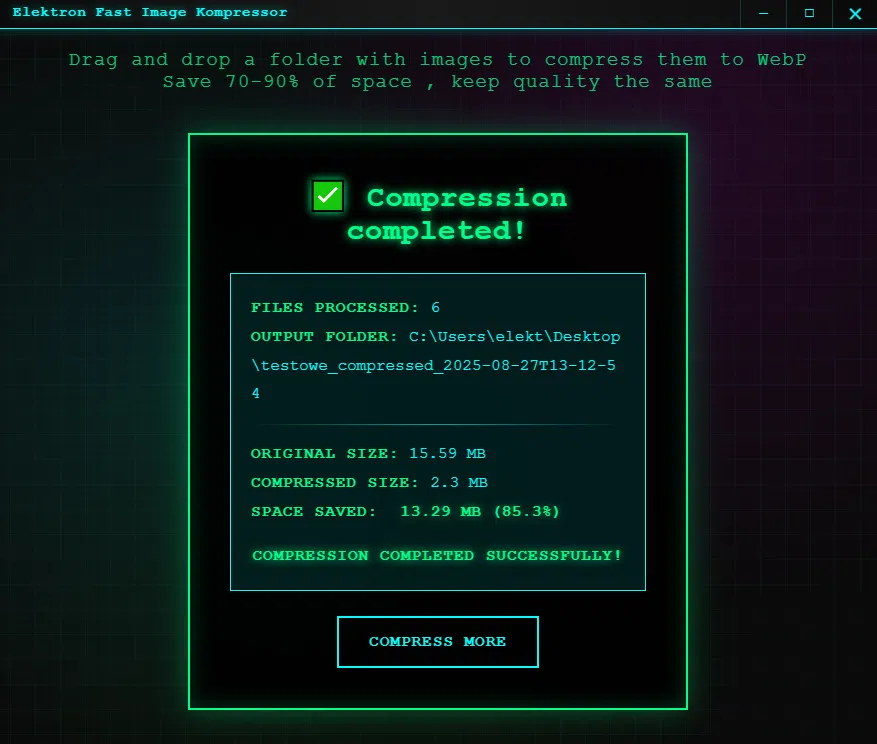 Elektron Fast Image Kompressor
Drag and drop a folder with images to compress them to WebP
Save 70-90% of space , keep quality the same
✅ Compression
completed!
FILES PROCESSED: 6
OUTPUT FOLDER: C:\Users\elekt\Desktop
\testowe_compressed_2025-08-27T13-12-5
4
ORIGINAL SIZE: 15.59 MB
COMPRESSED SIZE: 2.3 MB
SPACE SAVED: 13.29 MB (85.3%)
COMPRESSION COMPLETED SUCCESSFULLY!
COMPRESS MORE